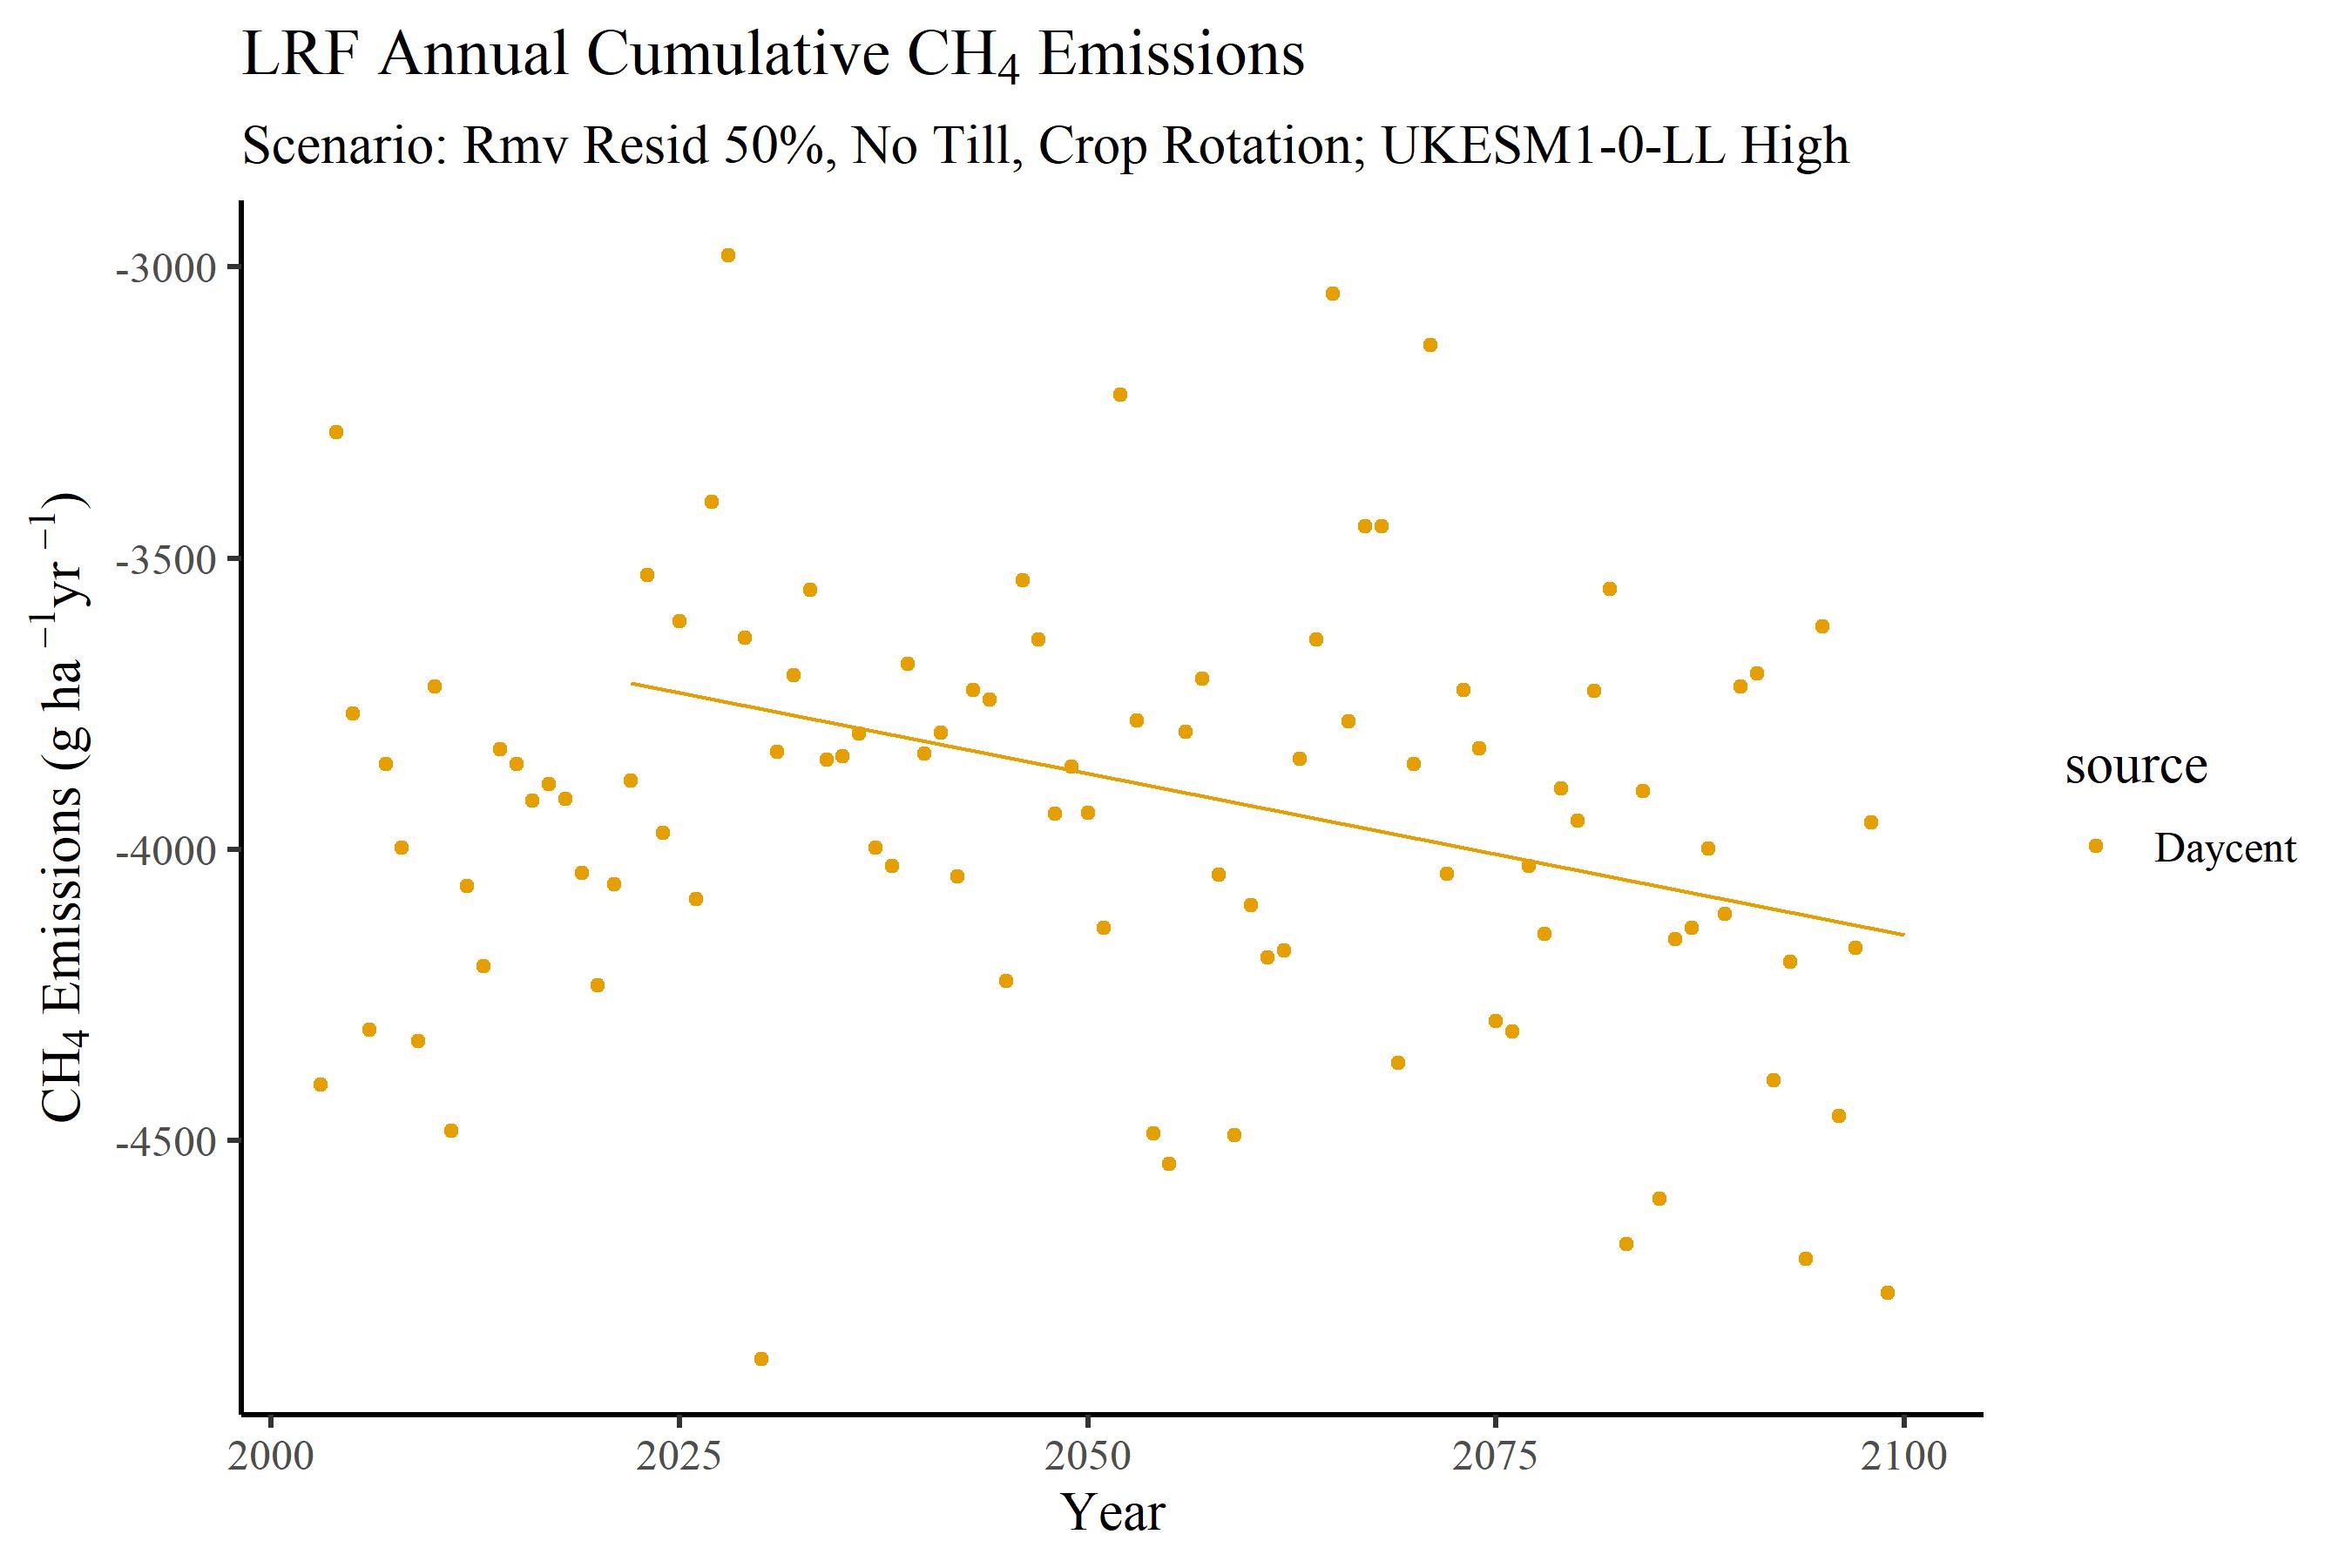 LRF Annual Cumulative CH₄ Emissions
Scenario: Rmv Resid 50%, No Till, Crop Rotation; UKESM1-0-LL High
CH₄ Emissions (g ha⁻¹yr⁻¹)
-3000
-3500
-4000
-4500
2000 2025 2050 2075 2100
Year
source
Daycent